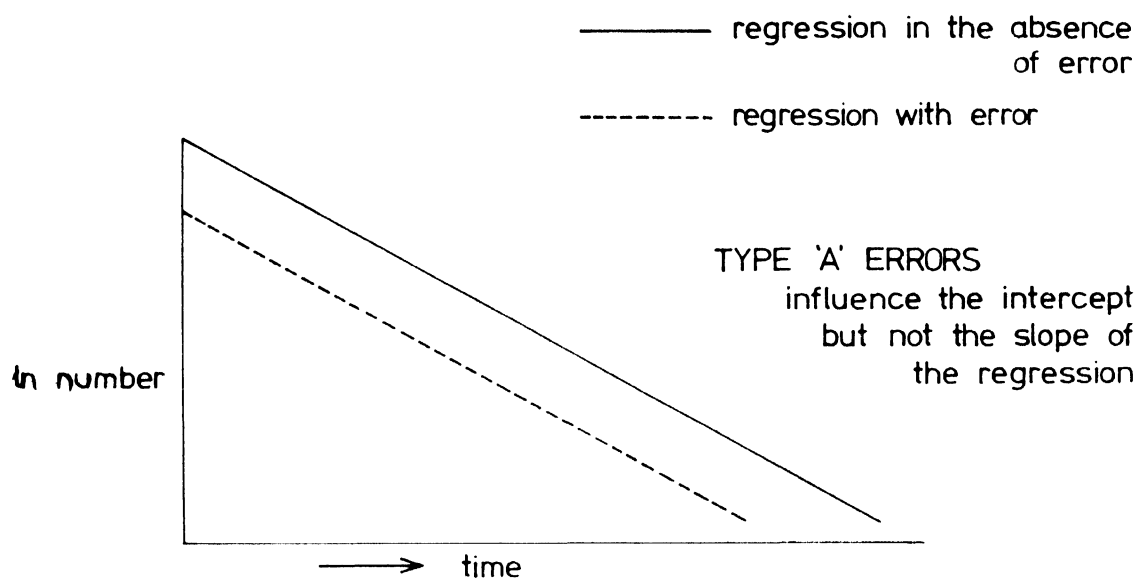 regression in the absence
of error
regression with error
TYPE 'A' ERRORS
influence the intercept
but not the slope of
the regression
ln number
time